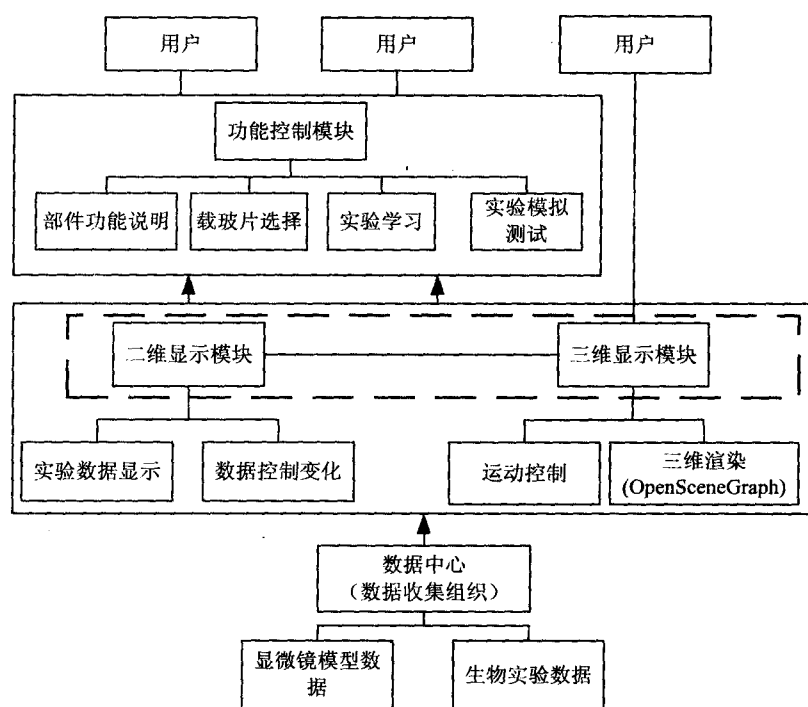 用户
用户
用户
功能控制模块
部件功能说明
载玻片选择
实验学习
实验模拟
测试
二维显示模块
三维显示模块
实验数据显示
数据控制变化
运动控制
三维渲染
(OpenSceneGraph)
数据中心
（数据收集组织）
显微镜模型数
据
生物实验数据